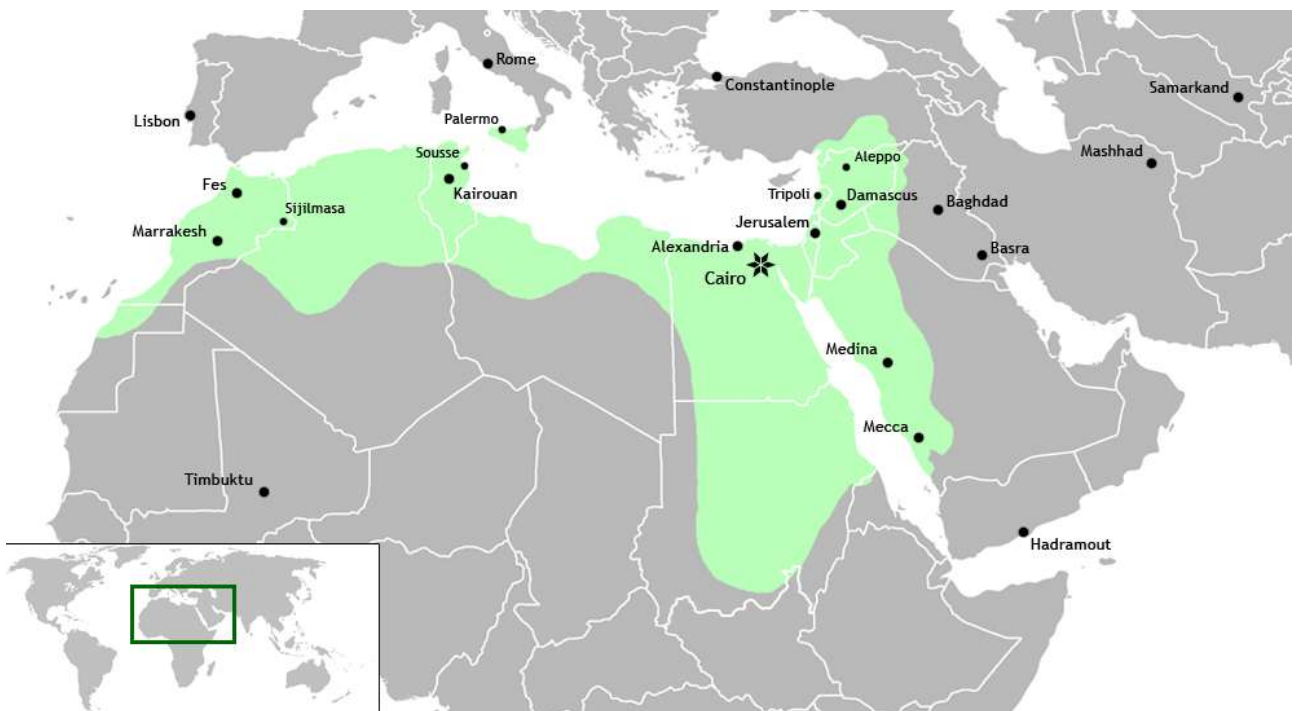 Rome
Constantinople
Samarkand
Lisbon
Palermo
Mashhad
Sousse
Aleppo
Fes
Kairouan
Tripoli
Damascus
Baghdad
Sijilmasa
Marrakesh
Jerusalem
Alexandria
Basra
Cairo
Medina
Mecca
Timbuktu
Hadramout